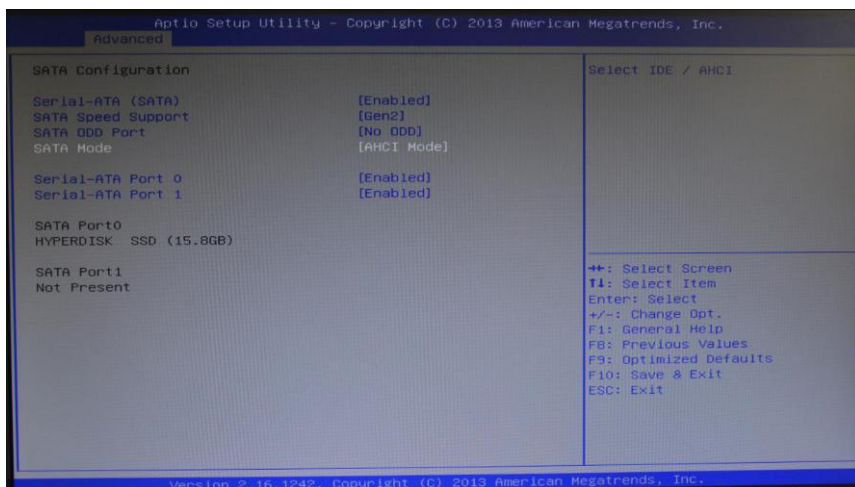 Aptio Setup Utility - Copyright (C) 2013 American Megatrends, Inc.
Advanced
SATA Configuration
Select IDE / AHCI
Serial-ATA (SATA) [Enabled]
SATA Speed Support [Gen2]
SATA ODD Port [No ODD]
SATA Mode [AHCI Mode]
Serial-ATA Port 0 [Enabled]
Serial-ATA Port 1 [Enabled]
SATA Port0
HYPERDISK SSD (15.8GB)
SATA Port1
Not Present
→←: Select Screen
↑↓: Select Item
Enter: Select
+/-: Change Opt.
F1: General Help
F8: Previous Values
F9: Optimized Defaults
F10: Save & Exit
ESC: Exit
Version 2.16.1242. Copyright (C) 2013 American Megatrends, Inc.